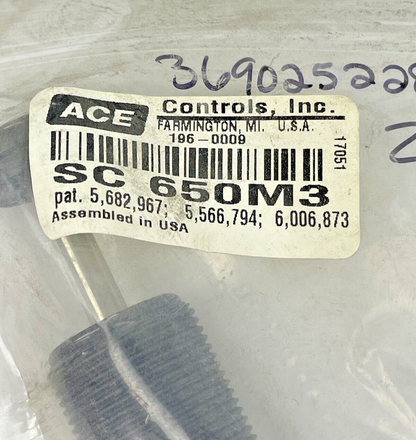 369025228
ACE Controls, Inc.
FARMINGTON, MI. U.S.A.
196-0009
17051
SC 650M3
pat. 5,682,967; 5,566,794; 6,006,873
Assembled in USA